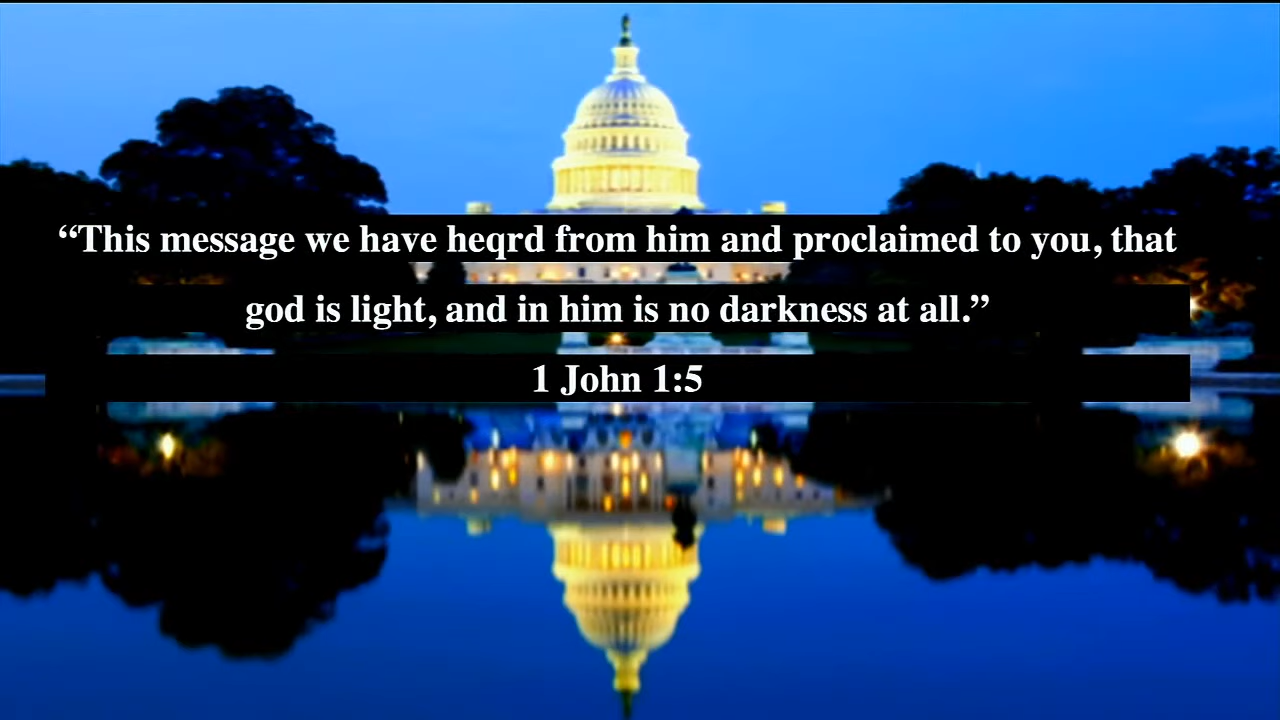 “This message we have heqrd from him and proclaimed to you, that
god is light, and in him is no darkness at all.”
1 John 1:5